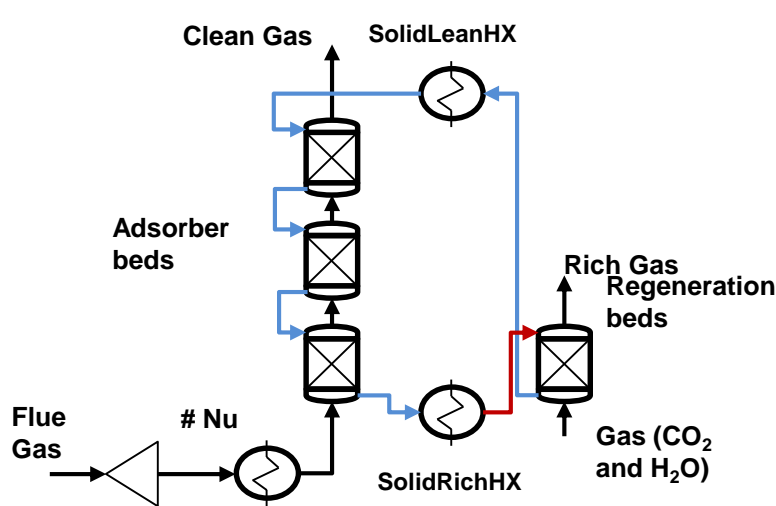 Clean Gas
SolidLeanHX
Adsorber
beds
Rich Gas
Regeneration
beds
Flue
Gas
# Nu
Gas (CO₂
and H₂O)
SolidRichHX